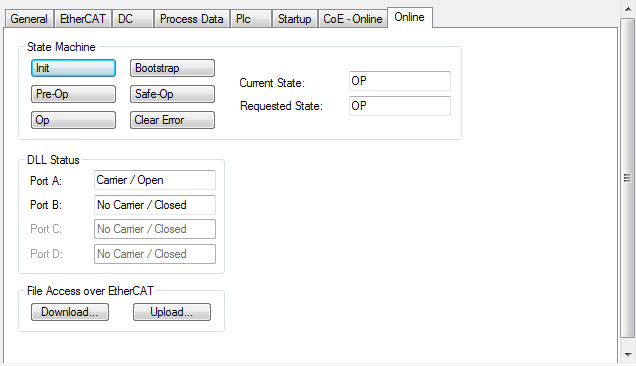 General EtherCAT DC Process Data Plc Startup CoE - Online Online
State Machine
Init Bootstrap
Pre-Op Safe-Op
Op Clear Error
Current State: OP
Requested State: OP
DLL Status
Port A: Carrier / Open
Port B: No Carrier / Closed
Port C: No Carrier / Closed
Port D: No Carrier / Closed
File Access over EtherCAT
Download... Upload...